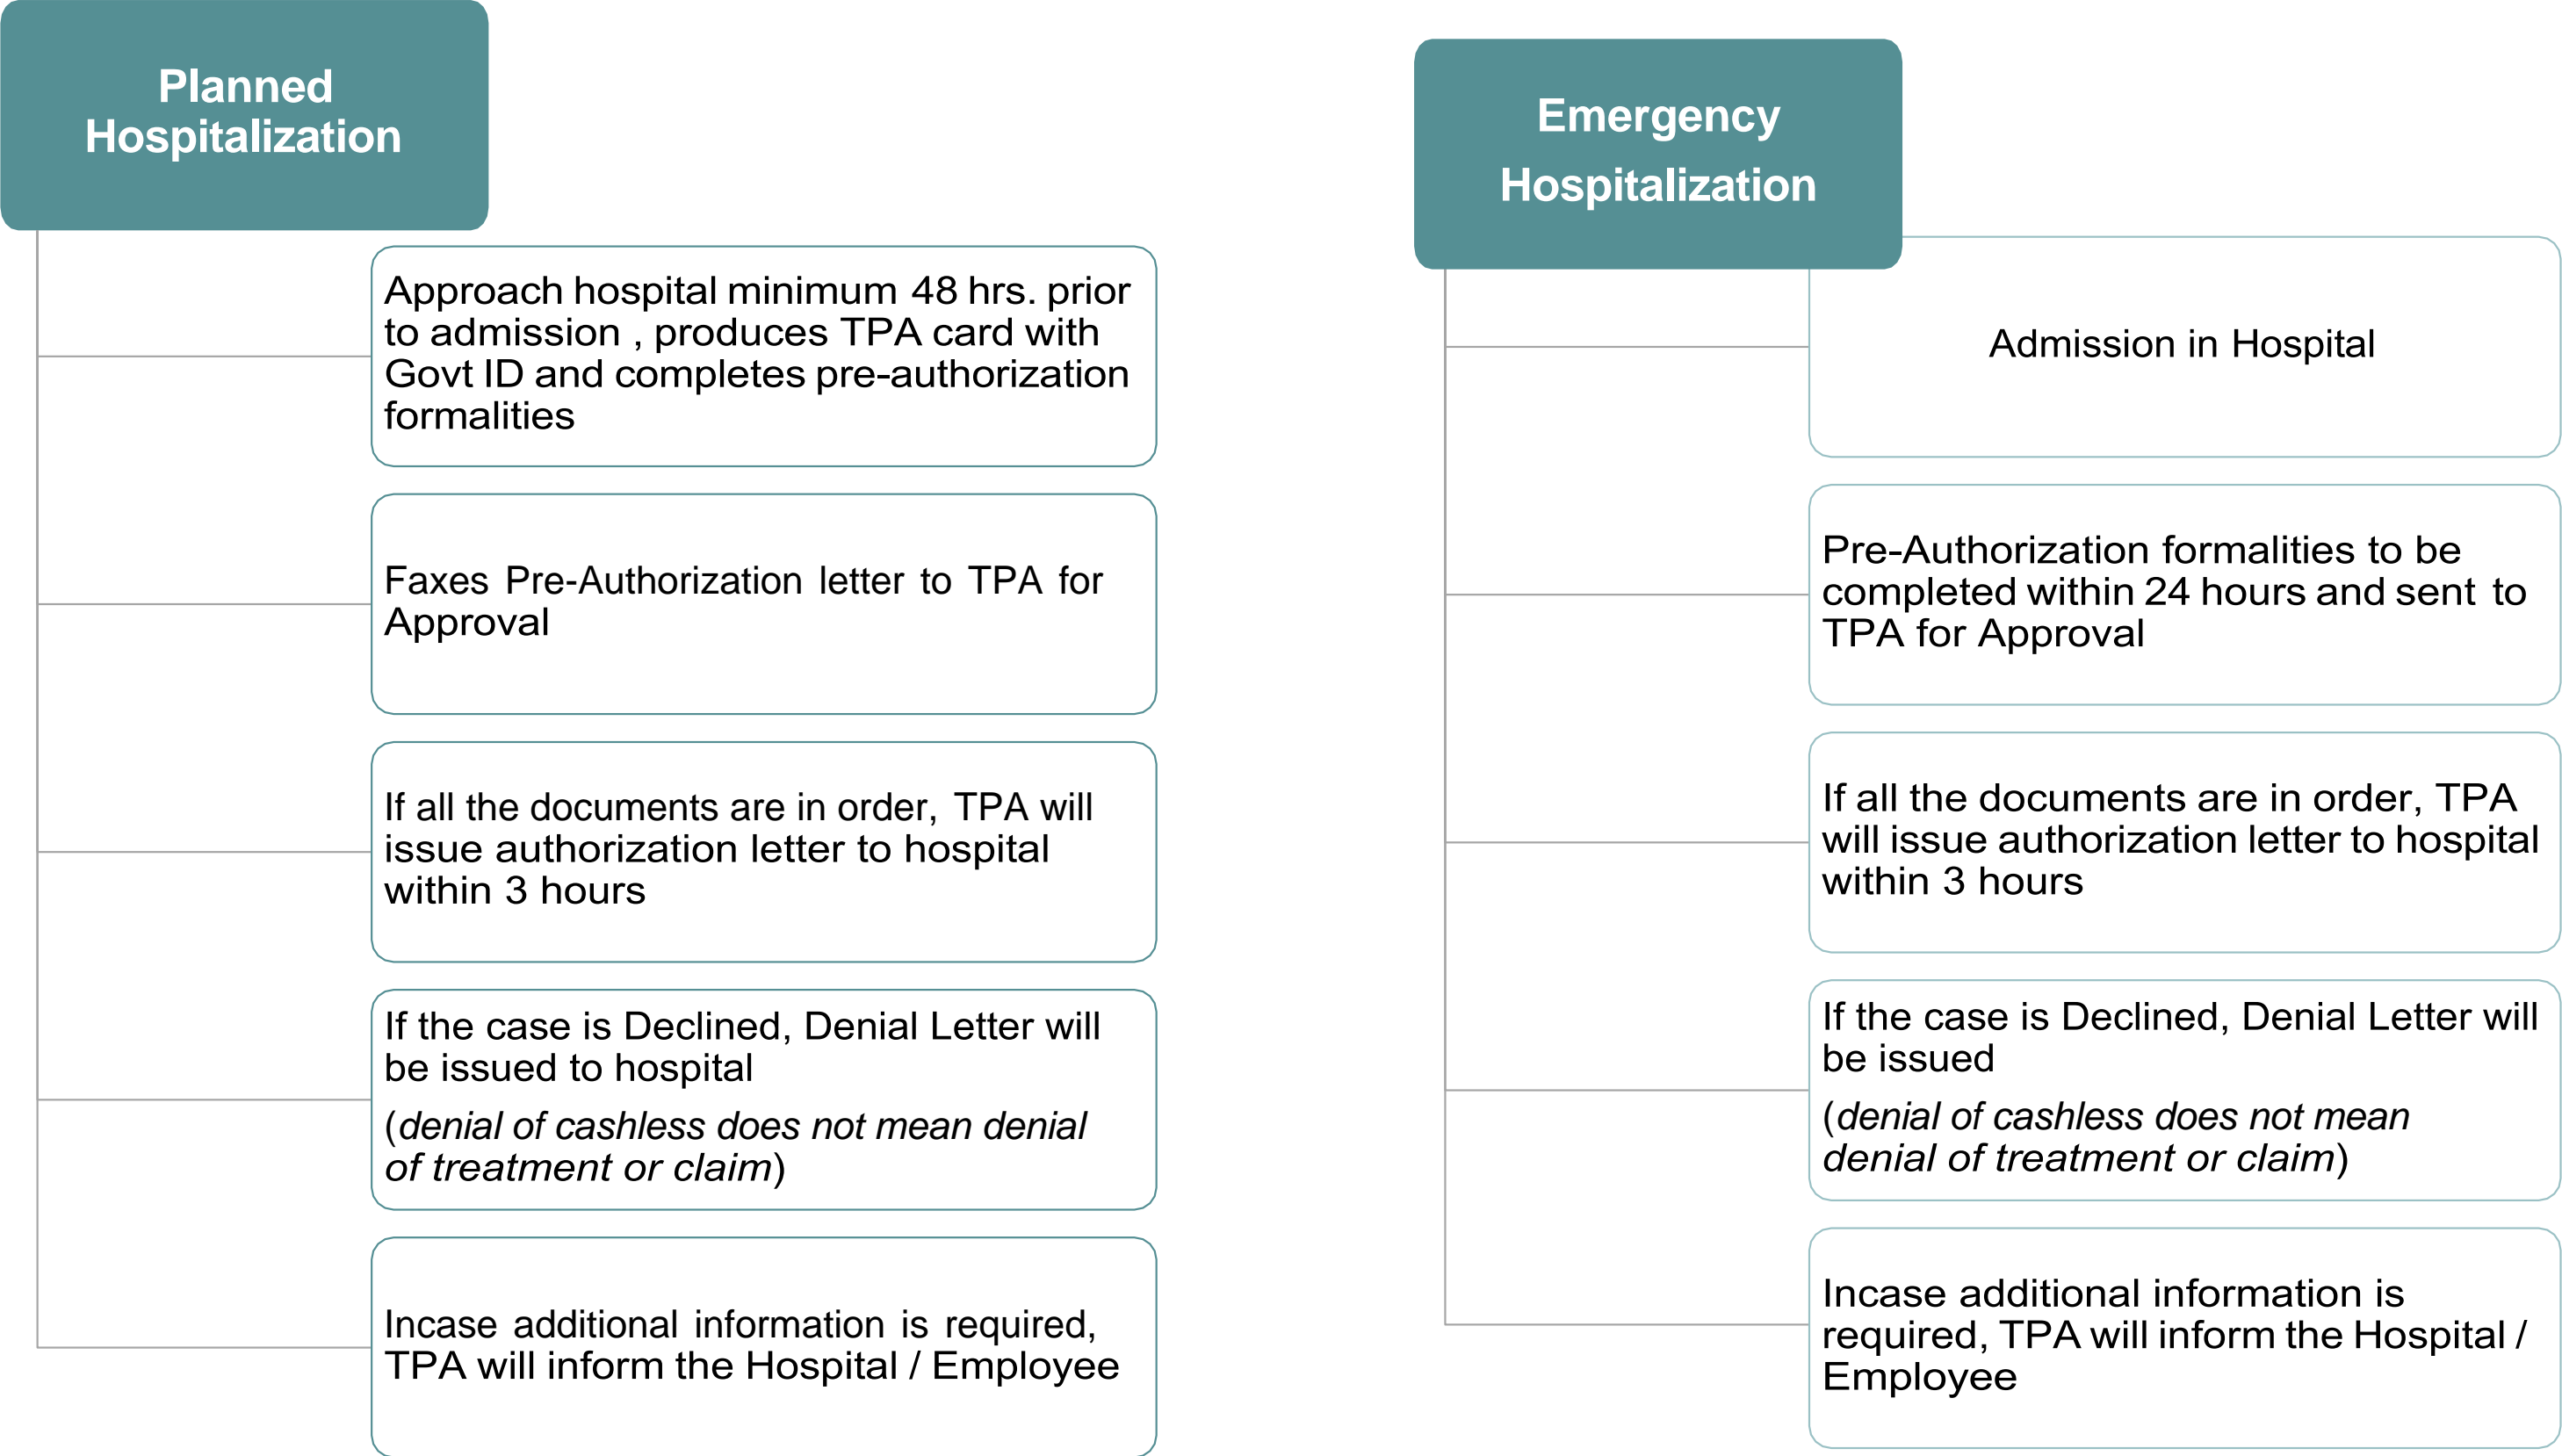 Planned
Hospitalization
Approach hospital minimum 48 hrs. prior
to admission , produces TPA card with
Govt ID and completes pre-authorization
formalities
Faxes Pre-Authorization letter to TPA for
Approval
If all the documents are in order, TPA will
issue authorization letter to hospital
within 3 hours
If the case is Declined, Denial Letter will
be issued to hospital
(denial of cashless does not mean denial
of treatment or claim)
Incase additional information is required,
TPA will inform the Hospital / Employee
Emergency
Hospitalization
Admission in Hospital
Pre-Authorization formalities to be
completed within 24 hours and sent to
TPA for Approval
If all the documents are in order, TPA
will issue authorization letter to hospital
within 3 hours
If the case is Declined, Denial Letter will
be issued
(denial of cashless does not mean
denial of treatment or claim)
Incase additional information is
required, TPA will inform the Hospital /
Employee